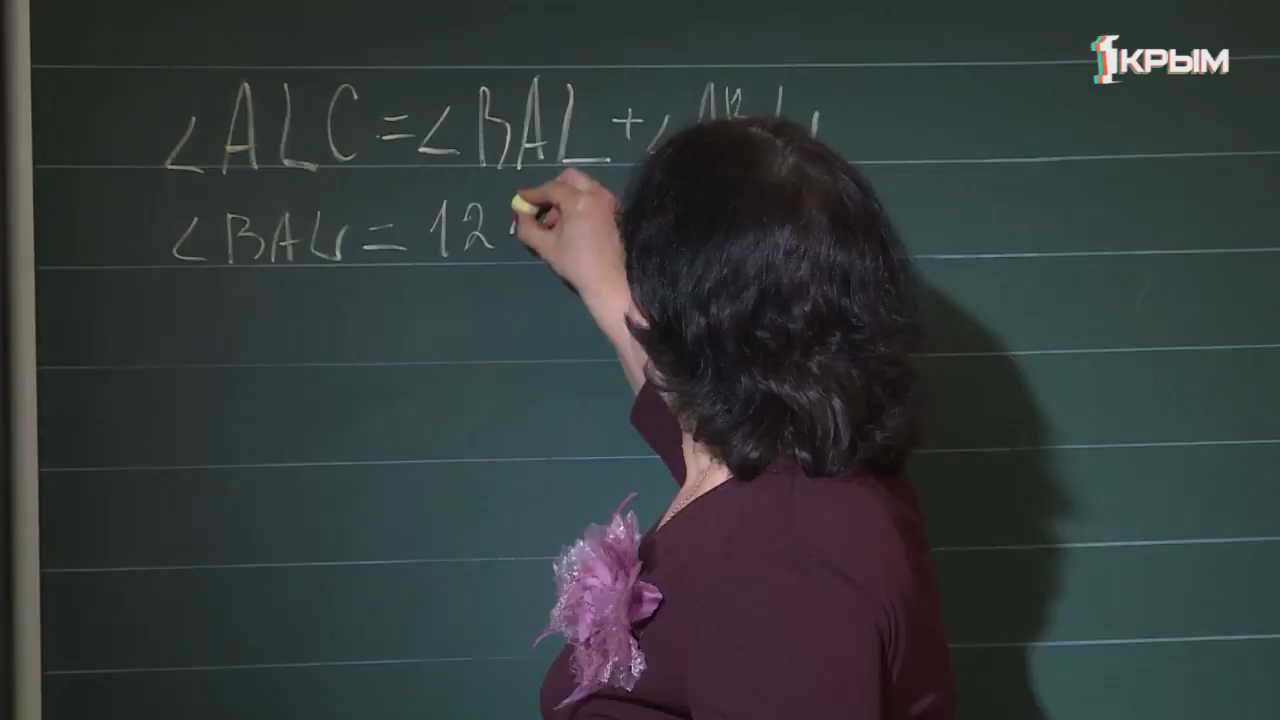 1КРЫМ
∠ALC = ∠BAL + ∠
∠BAL = 12